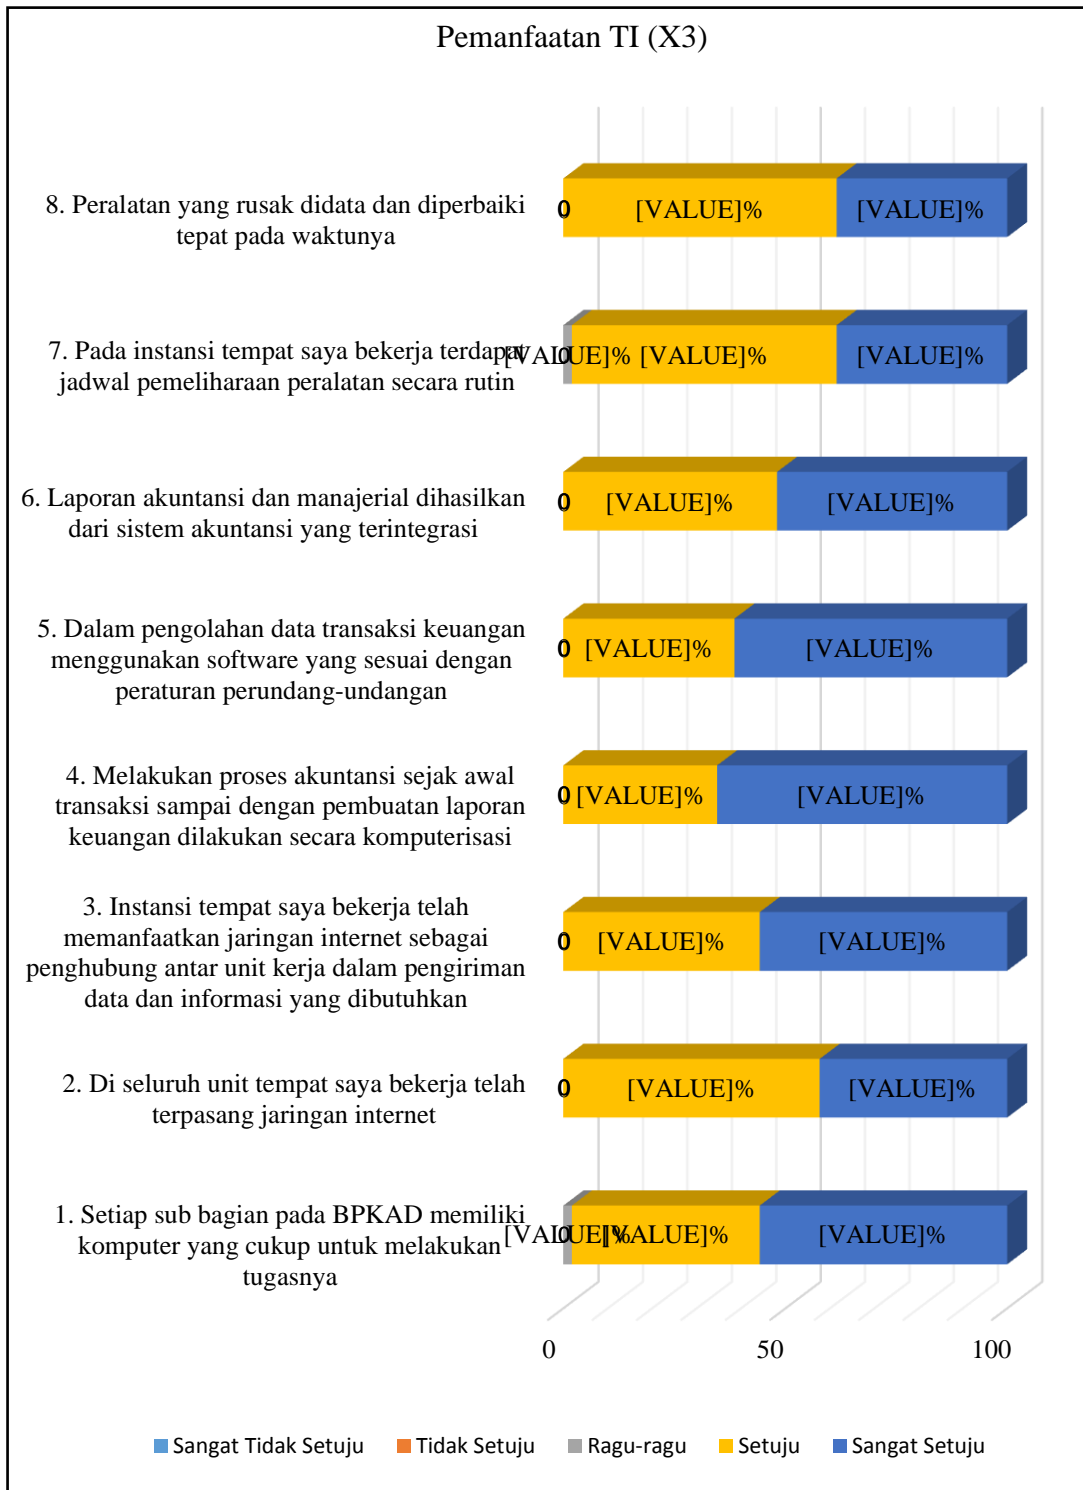 Pemanfaatan TI (X3)
8. Peralatan yang rusak didata dan diperbaiki
tepat pada waktunya
0 [VALUE]% [VALUE]%
7. Pada instansi tempat saya bekerja terdapat
jadwal pemeliharaan peralatan secara rutin
0 [VALUE]% [VALUE]% [VALUE]%
6. Laporan akuntansi dan manajerial dihasilkan
dari sistem akuntansi yang terintegrasi
0 [VALUE]% [VALUE]%
5. Dalam pengolahan data transaksi keuangan
menggunakan software yang sesuai dengan
peraturan perundang-undangan
0 [VALUE]% [VALUE]%
4. Melakukan proses akuntansi sejak awal
transaksi sampai dengan pembuatan laporan
keuangan dilakukan secara komputerisasi
0 [VALUE]% [VALUE]%
3. Instansi tempat saya bekerja telah
memanfaatkan jaringan internet sebagai
penghubung antar unit kerja dalam pengiriman
data dan informasi yang dibutuhkan
0 [VALUE]% [VALUE]%
2. Di seluruh unit tempat saya bekerja telah
terpasang jaringan internet
0 [VALUE]% [VALUE]%
1. Setiap sub bagian pada BPKAD memiliki
komputer yang cukup untuk melakukan
tugasnya
0 [VALUE]% [VALUE]% [VALUE]%
0 50 100
Sangat Tidak Setuju Tidak Setuju Ragu-ragu Setuju Sangat Setuju